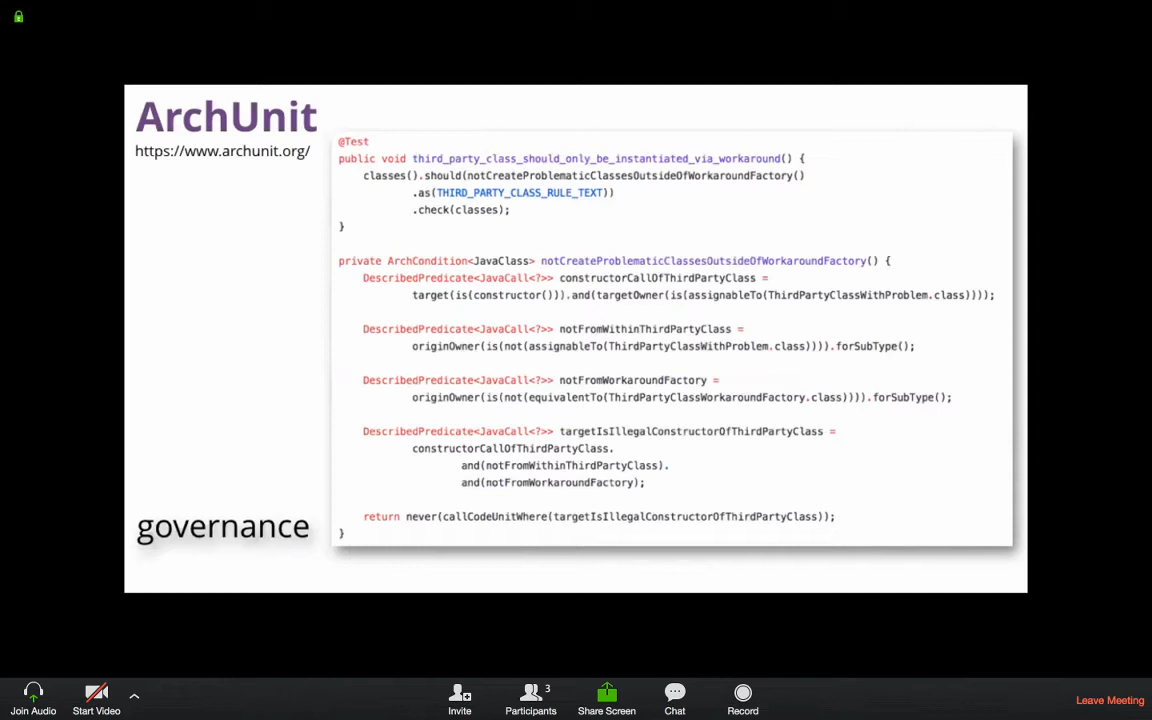 ArchUnit
https://www.archunit.org/
@Test
public void third_party_class_should_only_be_instantiated_via_workaround() {
classes().should(notCreateProblematicClassesOutsideOfWorkaroundFactory()
.as(THIRD_PARTY_CLASS_RULE_TEXT))
.check(classes);
}
private ArchCondition<JavaClass> notCreateProblematicClassesOutsideOfWorkaroundFactory() {
DescribedPredicate<JavaCall<?>> constructorCallOfThirdPartyClass =
target(is(constructor())).and(targetOwner(is(assignableTo(ThirdPartyClassWithProblem.class))));
DescribedPredicate<JavaCall<?>> notFromWithinThirdPartyClass =
originOwner(is(not(assignableTo(ThirdPartyClassWithProblem.class)))).forSubType();
DescribedPredicate<JavaCall<?>> notFromWorkaroundFactory =
originOwner(is(not(equivalentTo(ThirdPartyClassWorkaroundFactory.class)))).forSubType();
DescribedPredicate<JavaCall<?>> targetIsIllegalConstructorOfThirdPartyClass =
constructorCallOfThirdPartyClass.
and(notFromWithinThirdPartyClass).
and(notFromWorkaroundFactory);
return never(callCodeUnitWhere(targetIsIllegalConstructorOfThirdPartyClass));
}
governance
3
Join Audio Start Video Invite Participants Share Screen Chat Record Leave Meeting